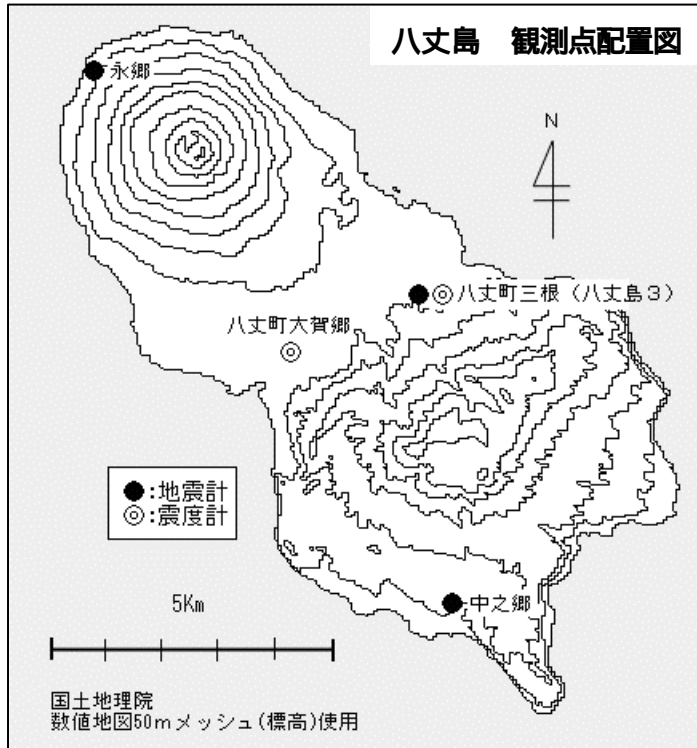 八丈島 観測点配置図
永郷
N
八丈町三根(八丈島3)
八丈町大賀郷
●:地震計
◎:震度計
中之郷
5Km
国土地理院
数値地図50mメッシュ(標高)使用